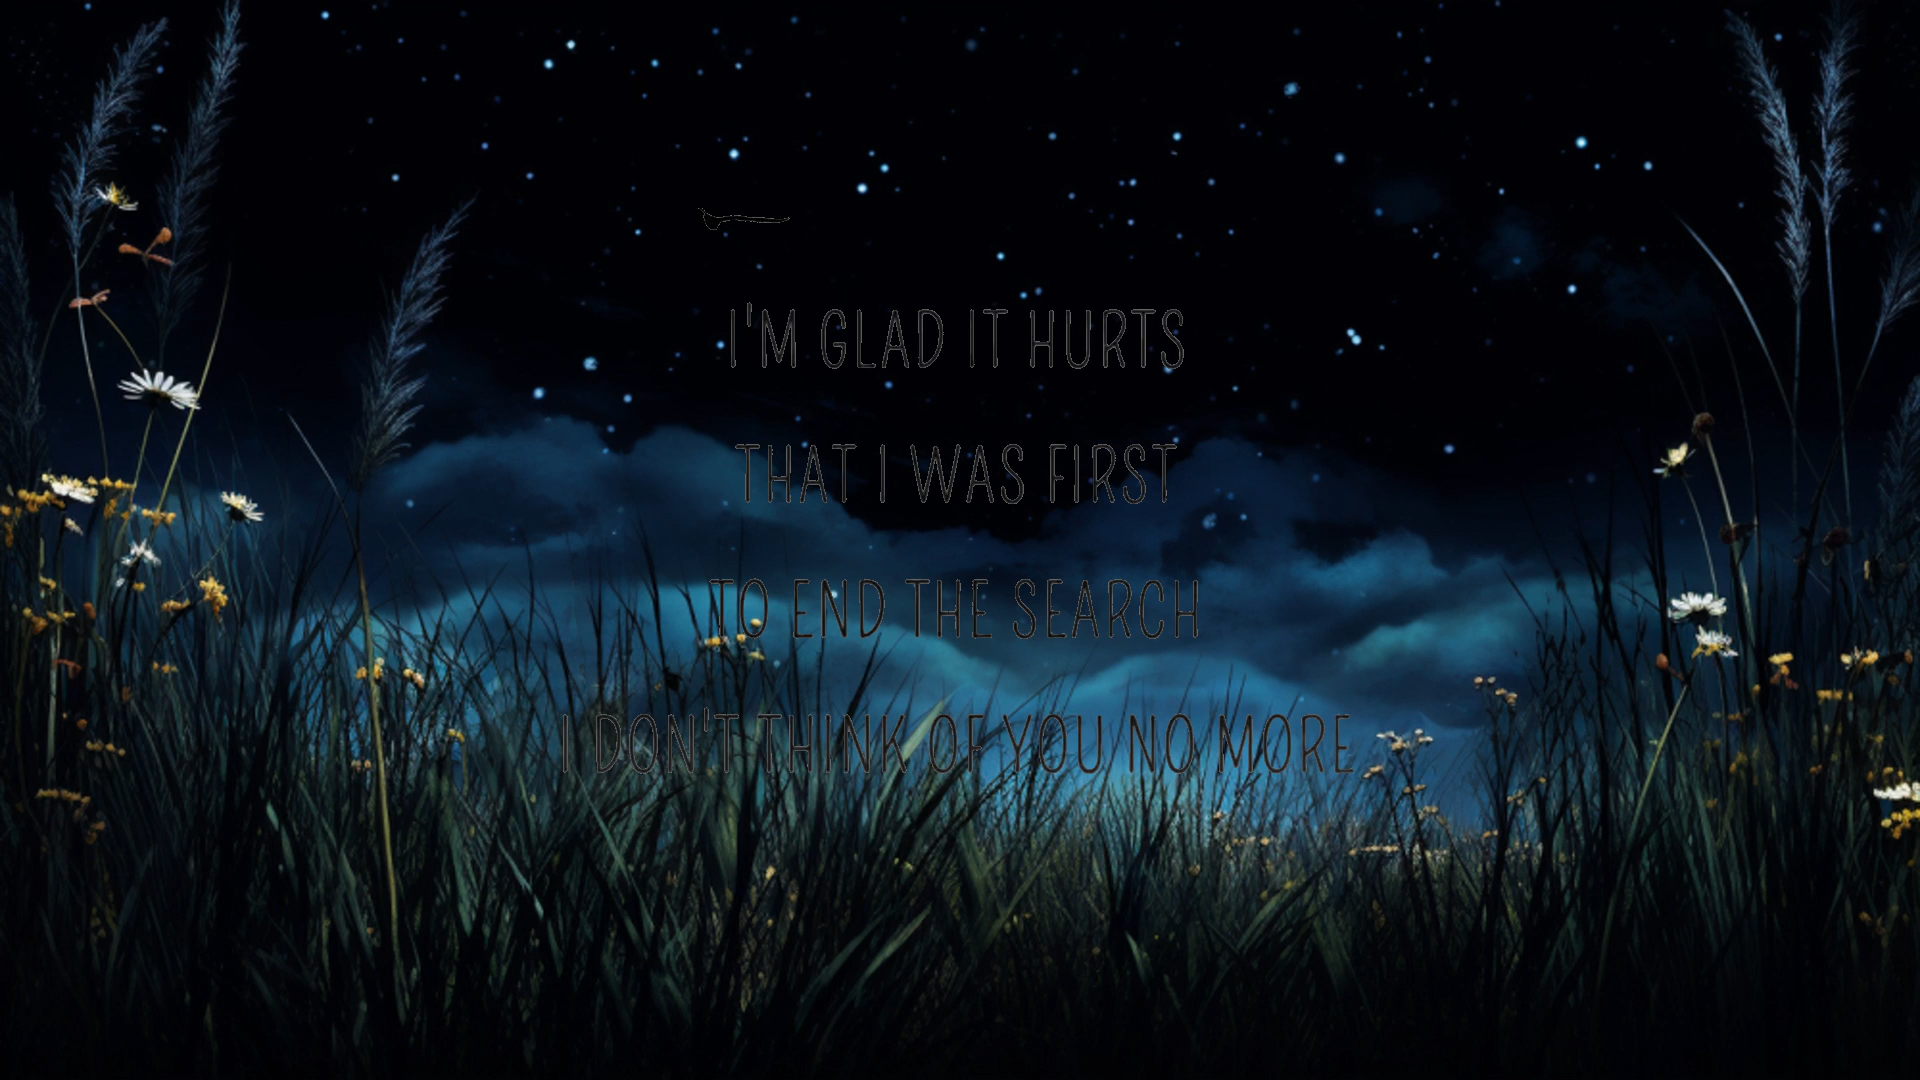 I'M GLAD IT HURTS
THAT I WAS FIRST
TO END THE SEARCH
I DON'T THINK OF YOU NO MORE